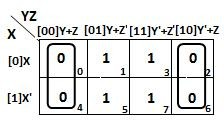 YZ [00]Y+Z [01]Y+Z' [11]Y'+Z' [10]Y'+Z
X
[0]X 0 0 1 1 1 3 0 2
[1]X' 0 4 1 5 1 7 0 6